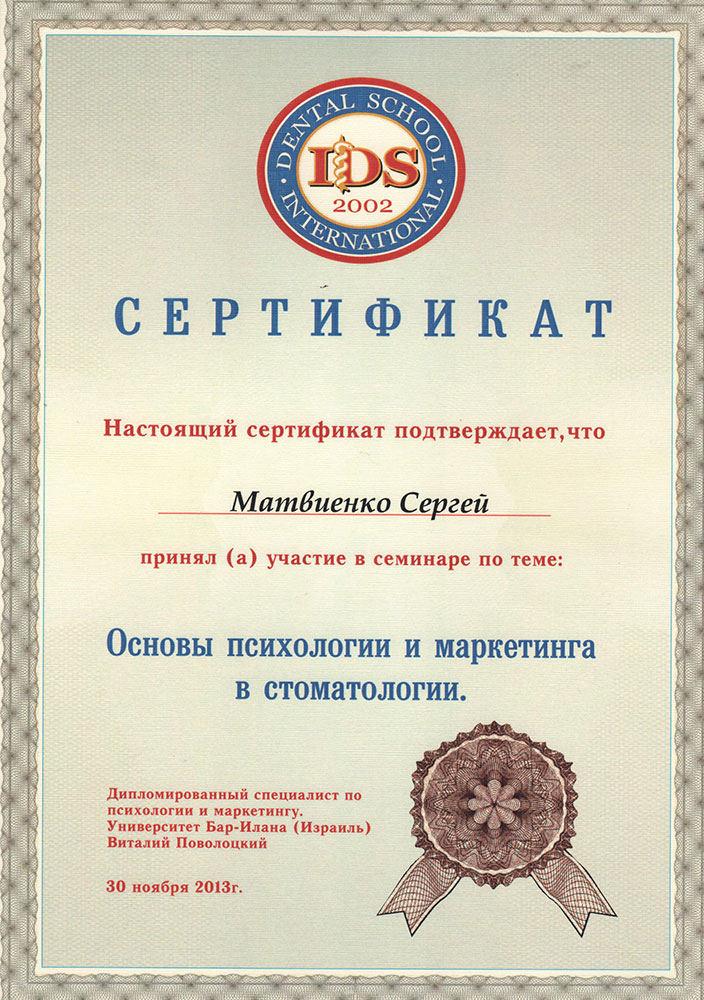 DENTAL SCHOOL
IDS
2002
INTERNATIONAL
СЕРТИФИКАТ
Настоящий сертификат подтверждает,что
Матвиенко Сергей
принял (а) участие в семинаре по теме:
Основы психологии и маркетинга
в стоматологии.
Дипломированный специалист по
психологии и маркетингу.
Университет Бар-Илана (Израиль)
Виталий Поволоцкий
30 ноября 2013г.